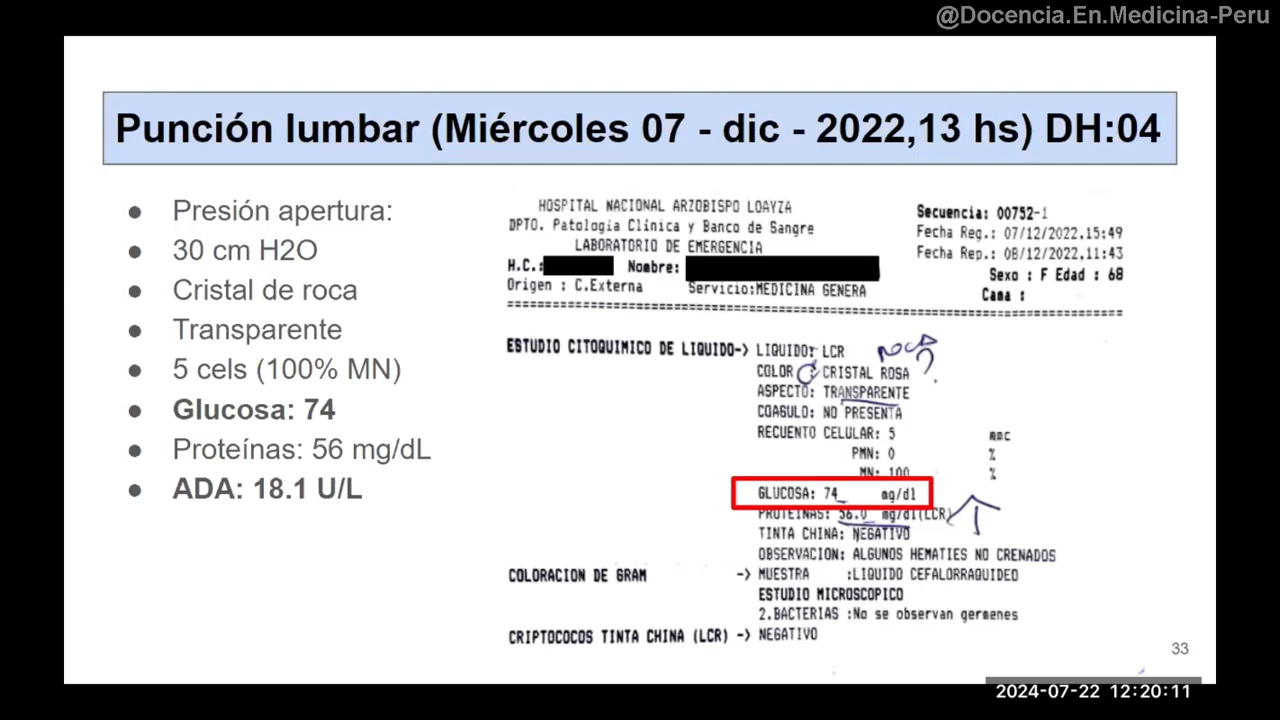 @Docencia.En.Medicina-Peru
Punción lumbar (Miércoles 07 - dic - 2022,13 hs) DH:04
● Presión apertura:
● 30 cm H2O
● Cristal de roca
● Transparente
● 5 cels (100% MN)
● Glucosa: 74
● Proteínas: 56 mg/dL
● ADA: 18.1 U/L
HOSPITAL NACIONAL ARZOBISPO LOAYZA
DPTO. Patología Clínica y Banco de Sangre
LABORATORIO DE EMERGENCIA
H.C.: Nombre:
Origen : C.Externa Servicio:MEDICINA GENERA
Secuencia: 00752-1
Fecha Reg.: 07/12/2022,15:49
Fecha Rep.: 08/12/2022,11:43
Sexo : F Edad : 68
Cama :
ESTUDIO CITOQUIMICO DE LIQUIDO-> LIQUIDO: LCR
ROCA?
COLOR : CRISTAL ROSA
ASPECTO: TRANSPARENTE
COAGULO: NO PRESENTA
RECUENTO CELULAR: 5 mmc
PMN: 0 %
MN: 100 %
GLUCOSA: 74 mg/dl
PROTEINAS: 56.0 mg/dl(LCR)
TINTA CHINA: NEGATIVO
OBSERVACION: ALGUNOS HEMATIES NO CRENADOS
COLORACION DE GRAM -> MUESTRA :LIQUIDO CEFALORRAQUIDEO
ESTUDIO MICROSCOPICO
2.BACTERIAS :No se observan germenes
CRIPTOCOCOS TINTA CHINA (LCR) -> NEGATIVO
33
2024-07-22 12:20:11